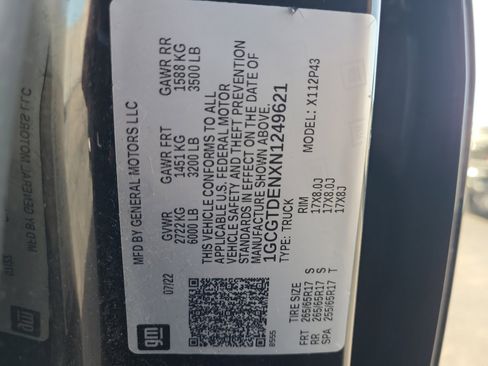 MFD BY GENERAL MOTORS LLC
07/22
GVWR
2722 KG
6000 LB
GAWR FRT
1451 KG
3200 LB
GAWR RR
1588 KG
3500 LB
THIS VEHICLE CONFORMS TO ALL
APPLICABLE U.S. FEDERAL MOTOR
VEHICLE SAFETY AND THEFT PREVENTION
STANDARDS IN EFFECT ON THE DATE OF
MANUFACTURE SHOWN ABOVE.
1GCGTDENXN1249621
TYPE: TRUCK
MODEL: X112P43
TIRE SIZE RIM
FRT 265/65R17 S 17X8.0J
RR 265/65R17 S 17X8.0J
SPA 255/65R17 T 17X8J
gm
8555